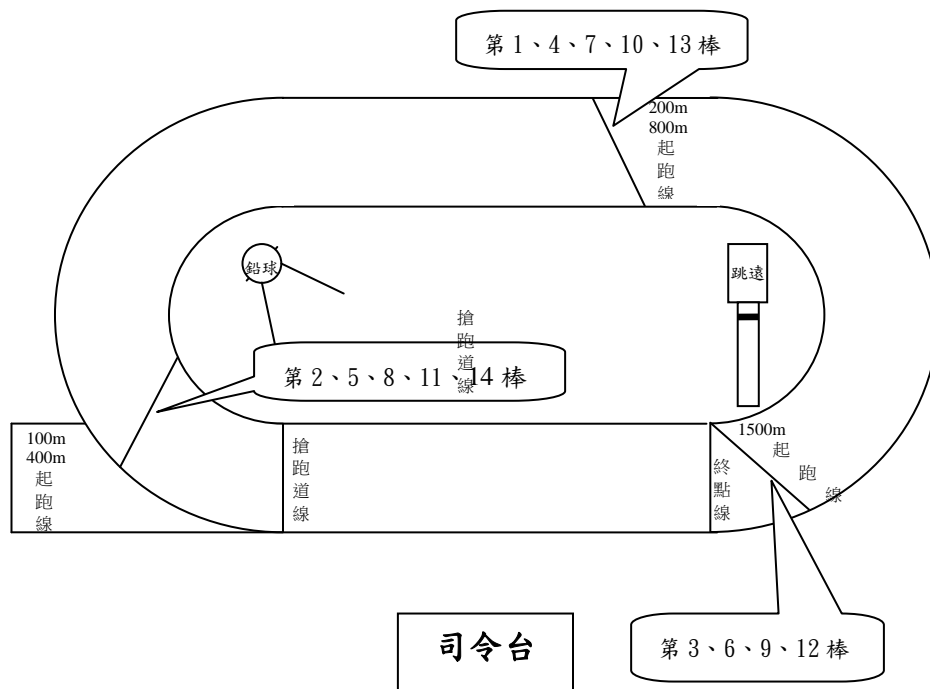 第 1、4、7、10、13 棒
200m
800m
起
跑
線
鉛球
跳遠
搶
跑
道
線
第 2、5、8、11、14 棒
100m
400m
起
跑
線
搶
跑
道
線
終
點
線
1500m
起
跑
線
司令台
第 3、6、9、12 棒